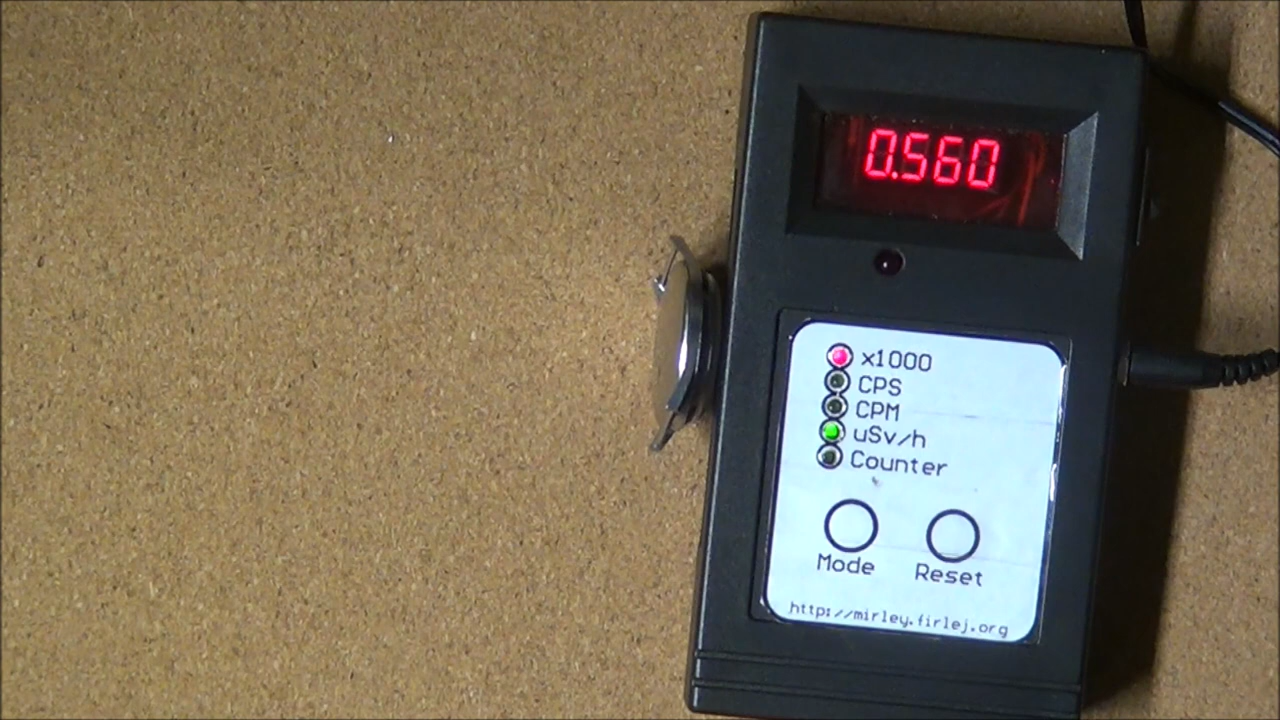 0.560
x1000
CPS
CPM
uSv/h
Counter
Mode Reset
http://mirley.firlej.org